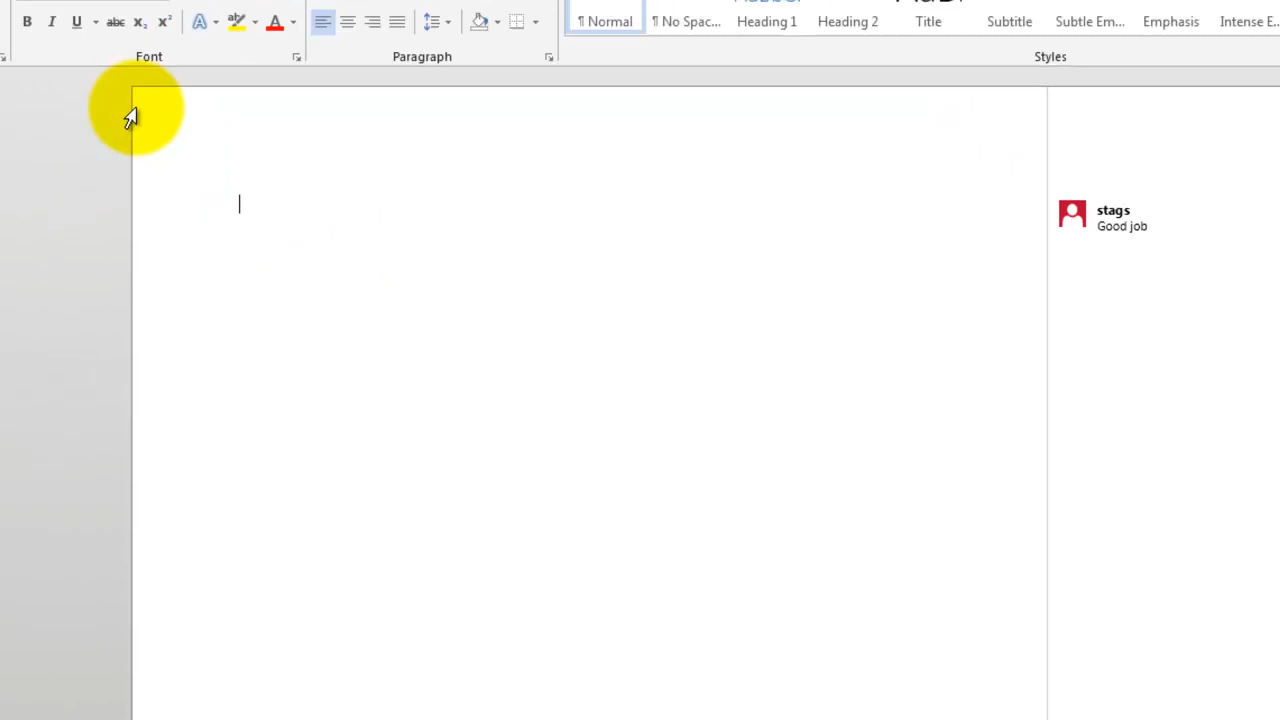 B I U abc x₂ x² A ab A
¶ Normal ¶ No Spac... Heading 1 Heading 2 Title Subtitle Subtle Em... Emphasis Intense E...
Font Paragraph Styles
stags
Good job